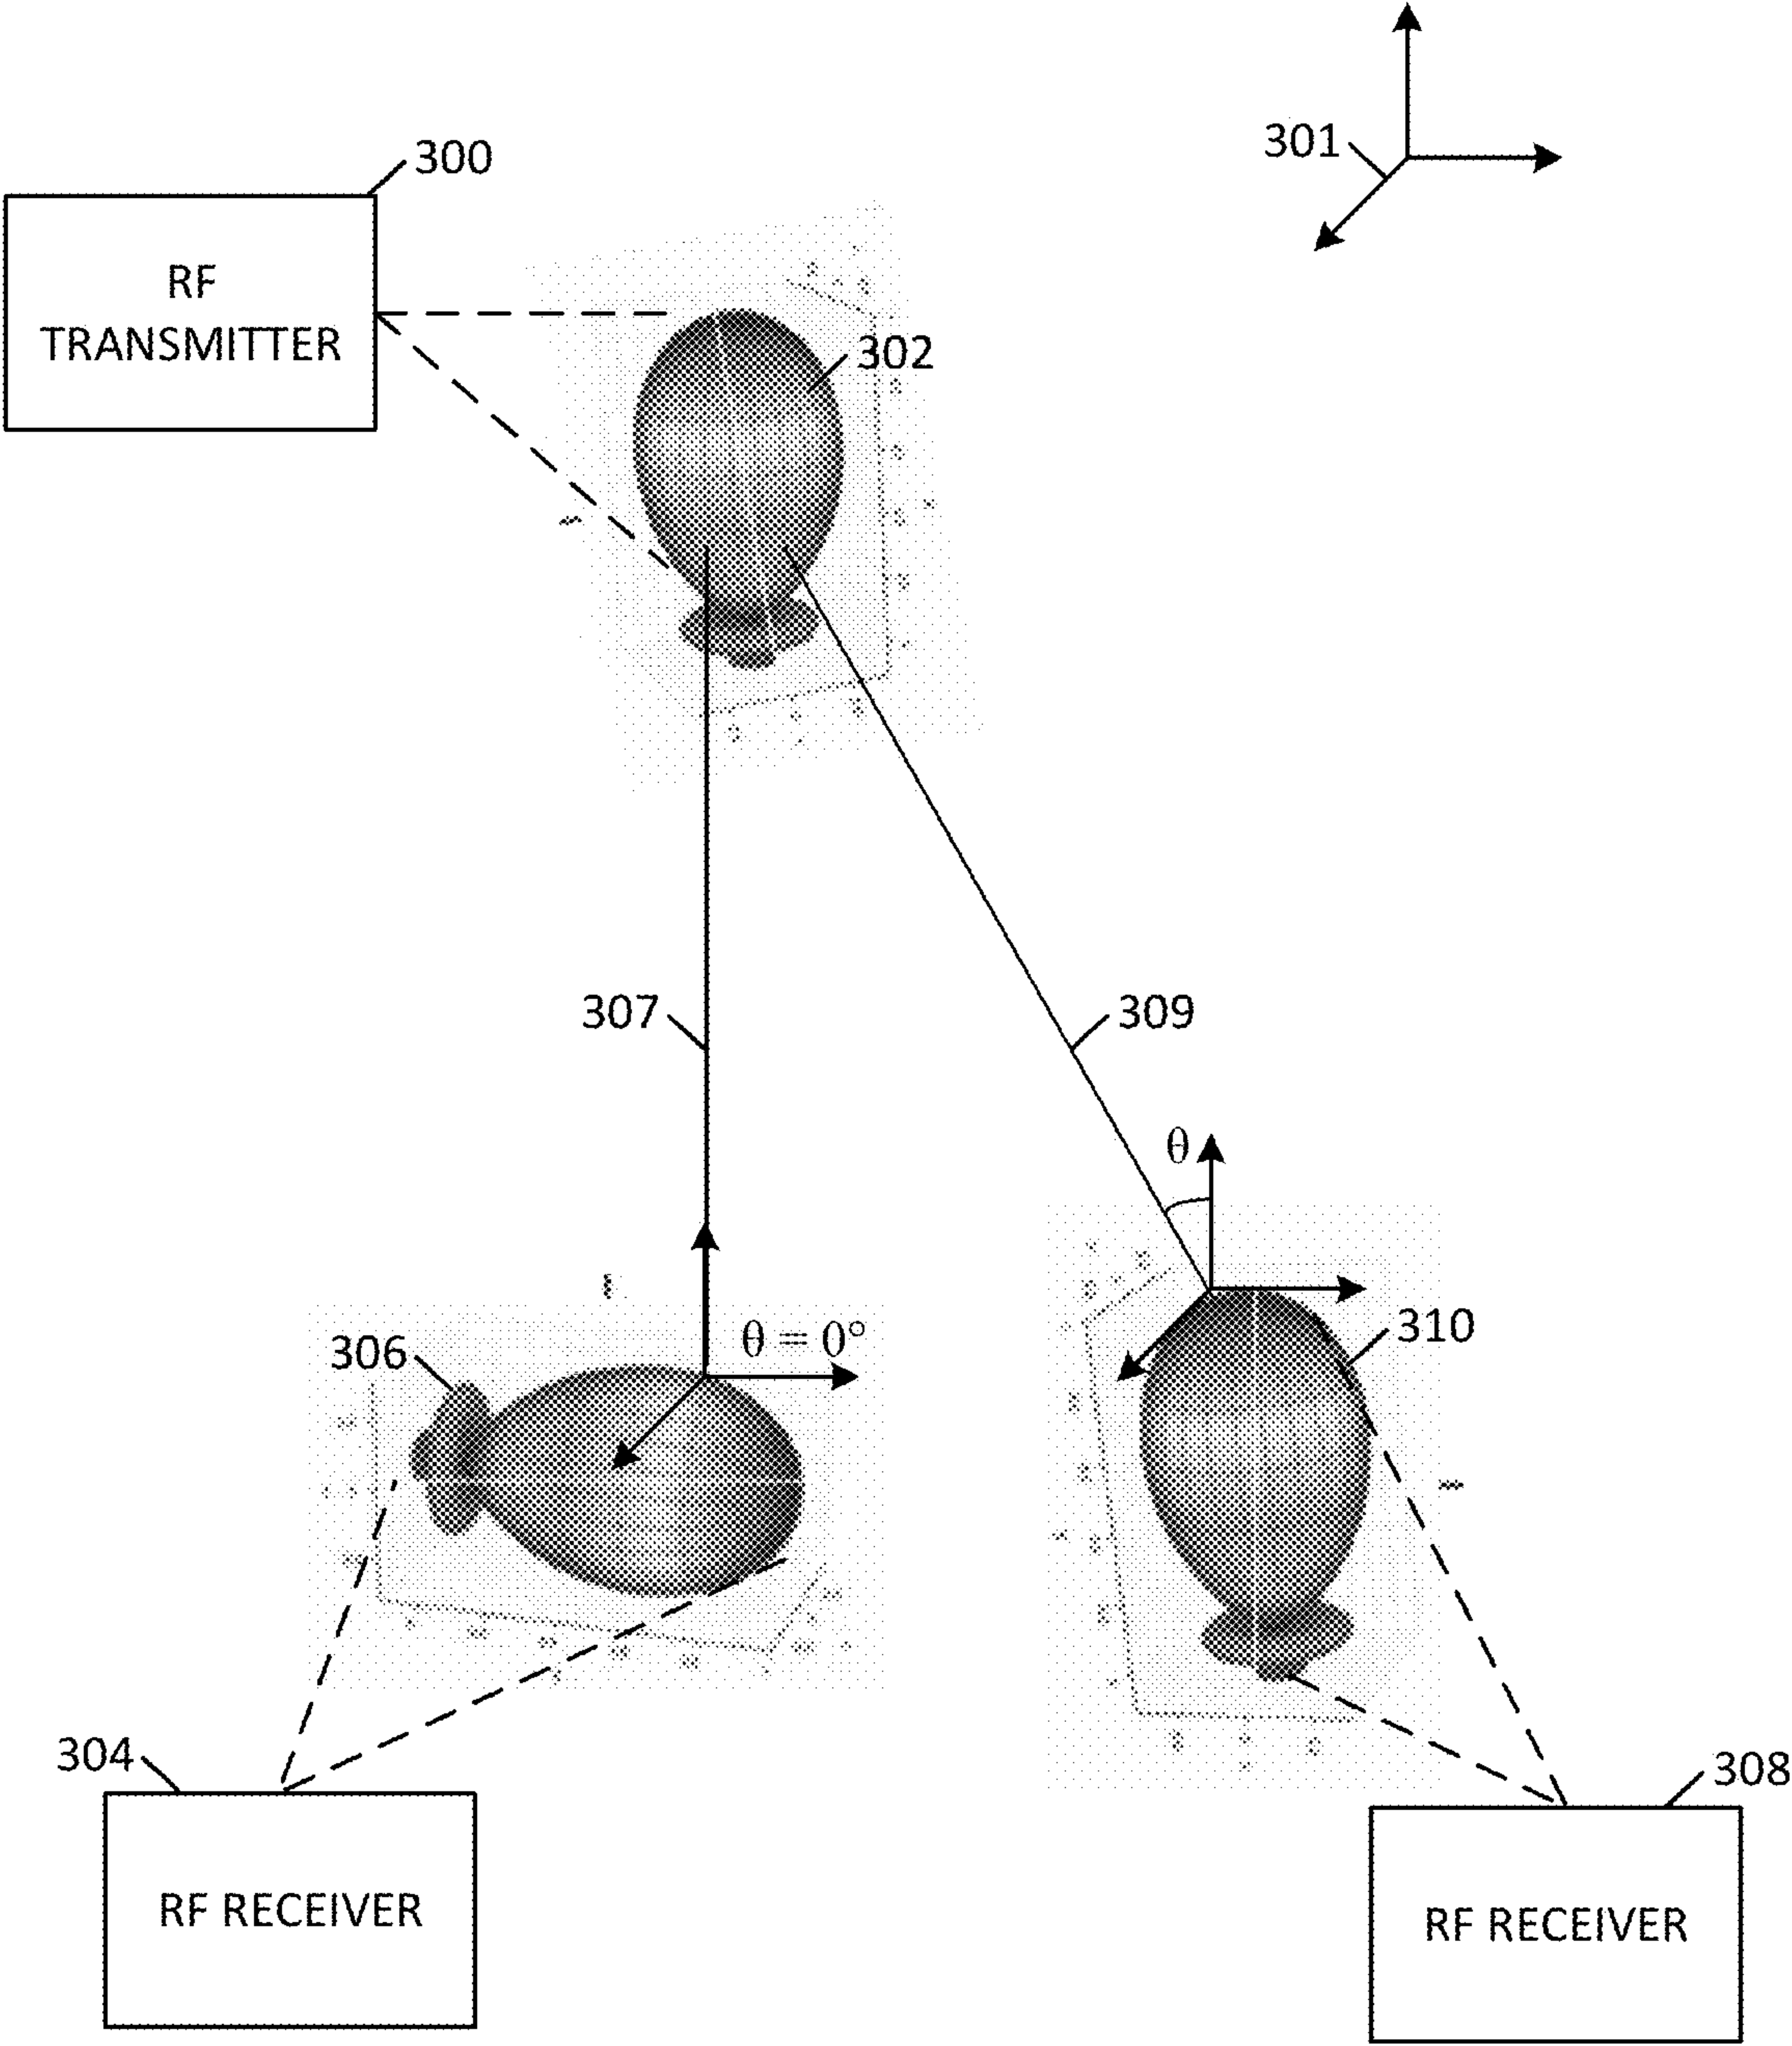 300
301
RF
TRANSMITTER
302
307
309
θ
θ = 0°
306
310
304
308
RF RECEIVER
RF RECEIVER